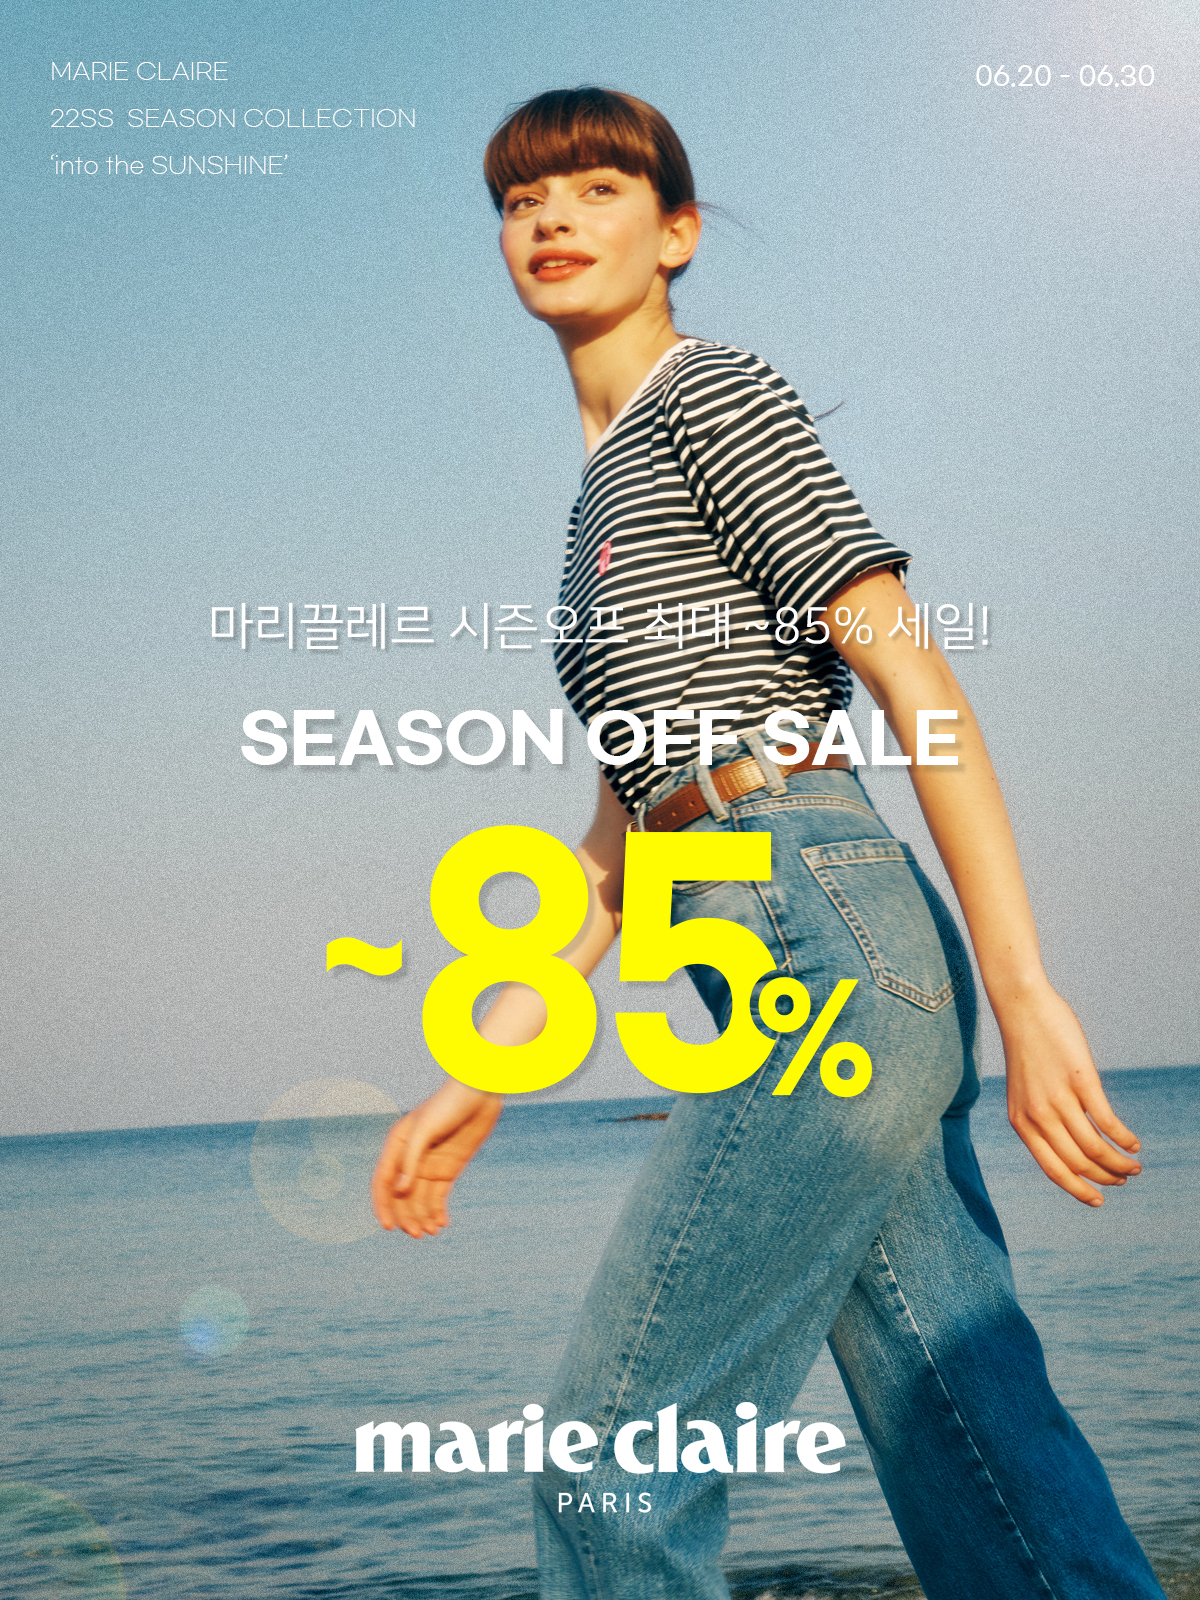 MARIE CLAIRE
22SS SEASON COLLECTION
‘into the SUNSHINE’
06.20 - 06.30
마리끌레르 시즌오프 최대 ~85% 세일!
SEASON OFF SALE
~85%
marie claire
PARIS